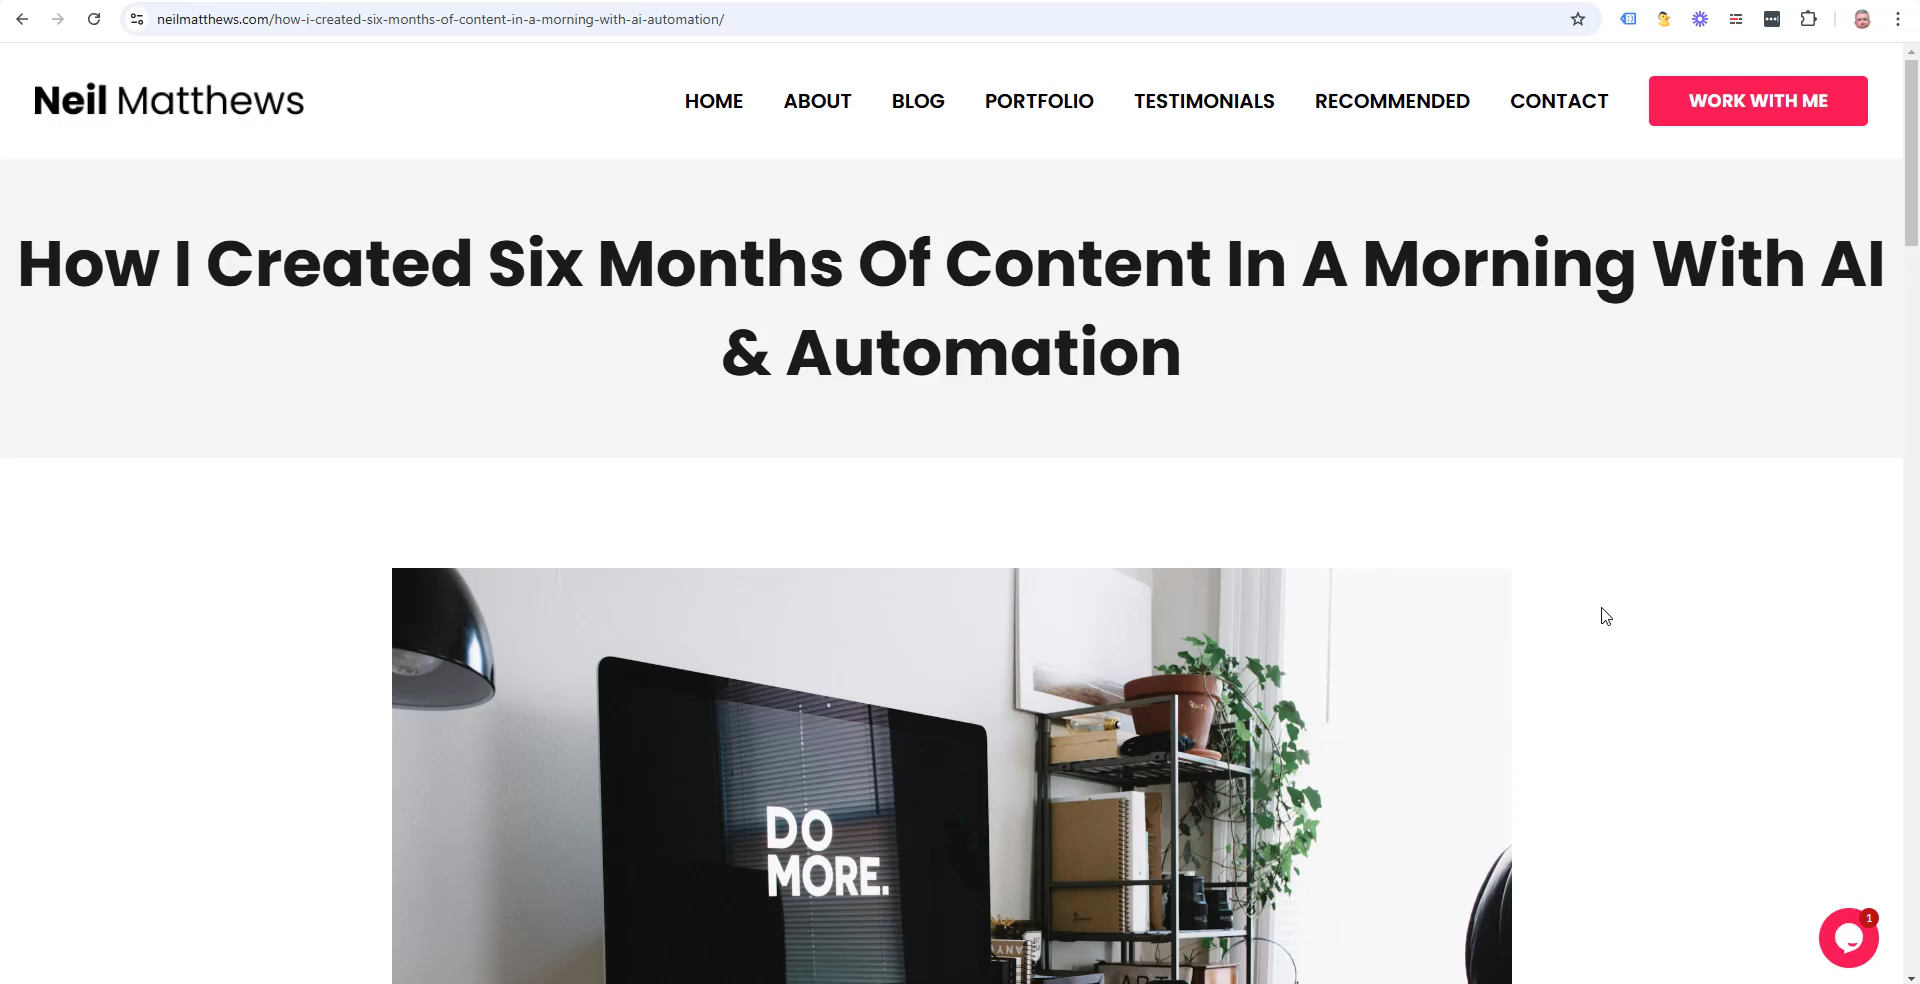 neilmatthews.com/how-i-created-six-months-of-content-in-a-morning-with-ai-automation/
Neil Matthews
HOME ABOUT BLOG PORTFOLIO TESTIMONIALS RECOMMENDED CONTACT WORK WITH ME
How I Created Six Months Of Content In A Morning With AI
& Automation
DO
MORE.
1